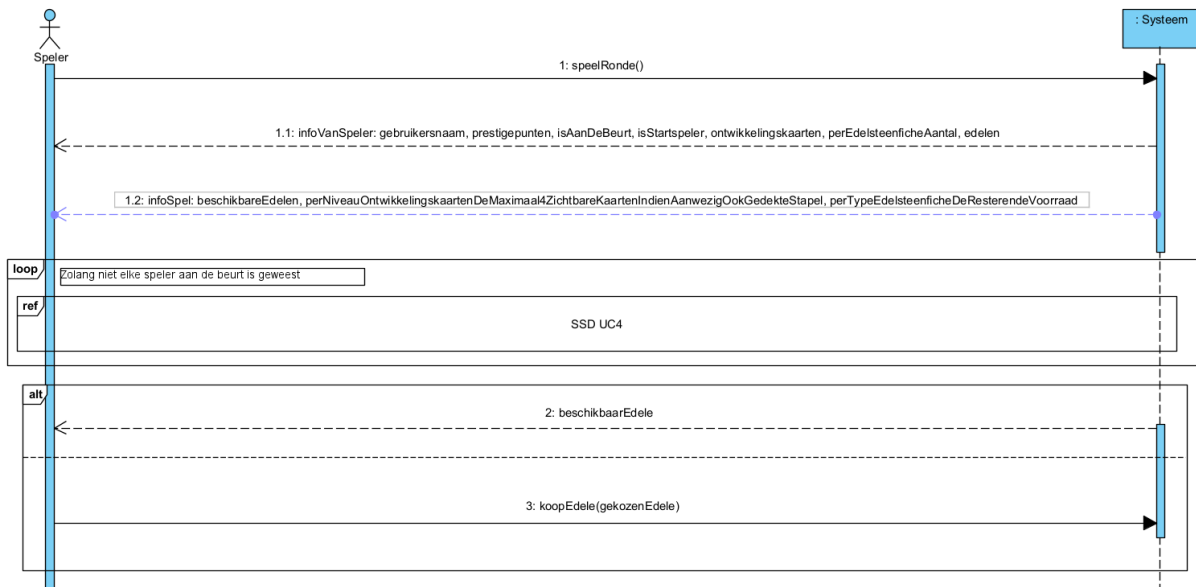 : Systeem
Speler
1: speelRonde()
1.1: infoVanSpeler: gebruikersnaam, prestigepunten, isAanDeBeurt, isStartspeler, ontwikkelingskaarten, perEdelsteenficheAantal, edelen
1.2: infoSpel: beschikbareEdelen, perNiveauOntwikkelingskaartenDeMaximaal4ZichtbareKaartenIndienAanwezigOokGedekteStapel, perTypeEdelsteenficheDeResterendeVoorraad
loop
Zolang niet elke speler aan de beurt is geweest
ref
SSD UC4
alt
2: beschikbaarEdele
3: koopEdele(gekozenEdele)